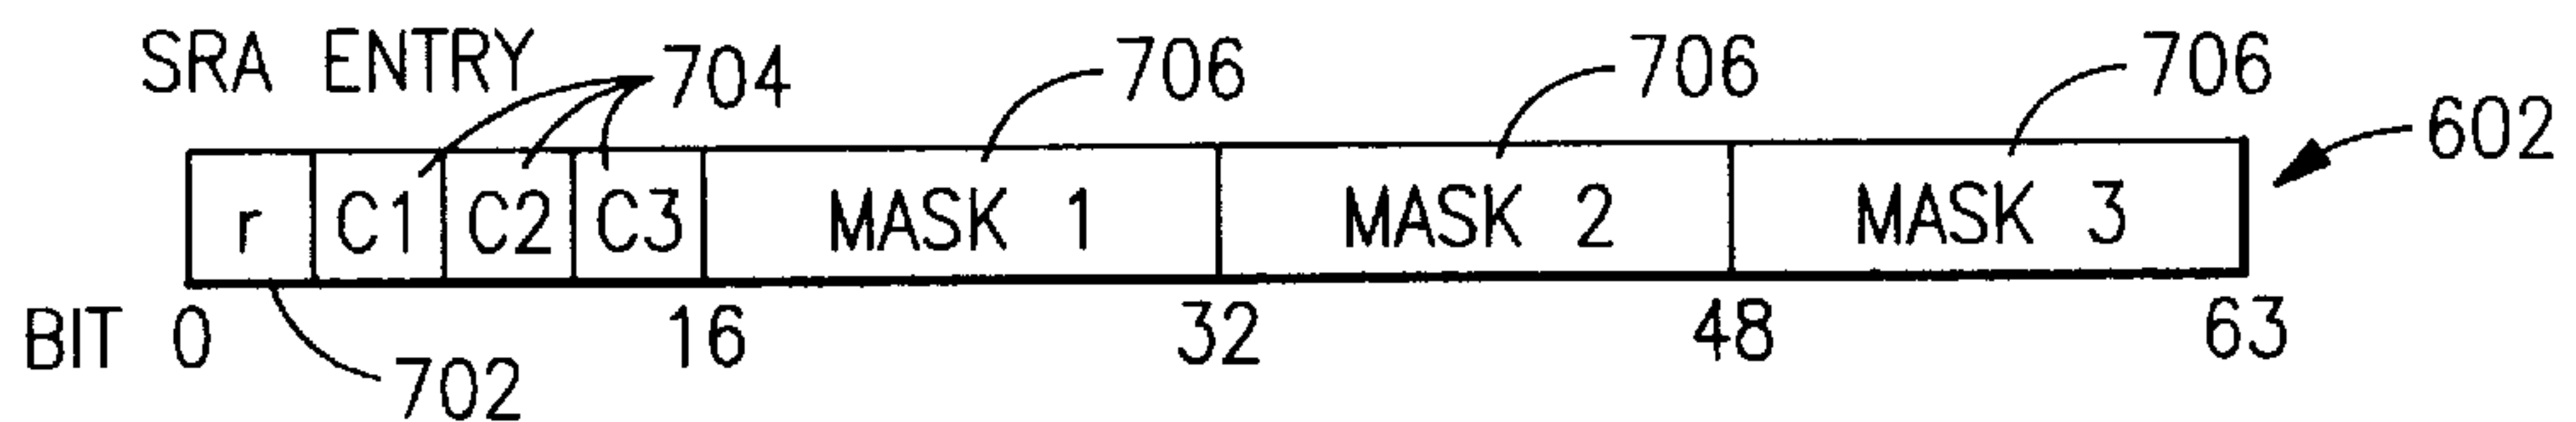 SRA ENTRY 704 706 706 706
602
r C1 C2 C3 MASK 1 MASK 2 MASK 3
BIT 0 16 32 48 63
702